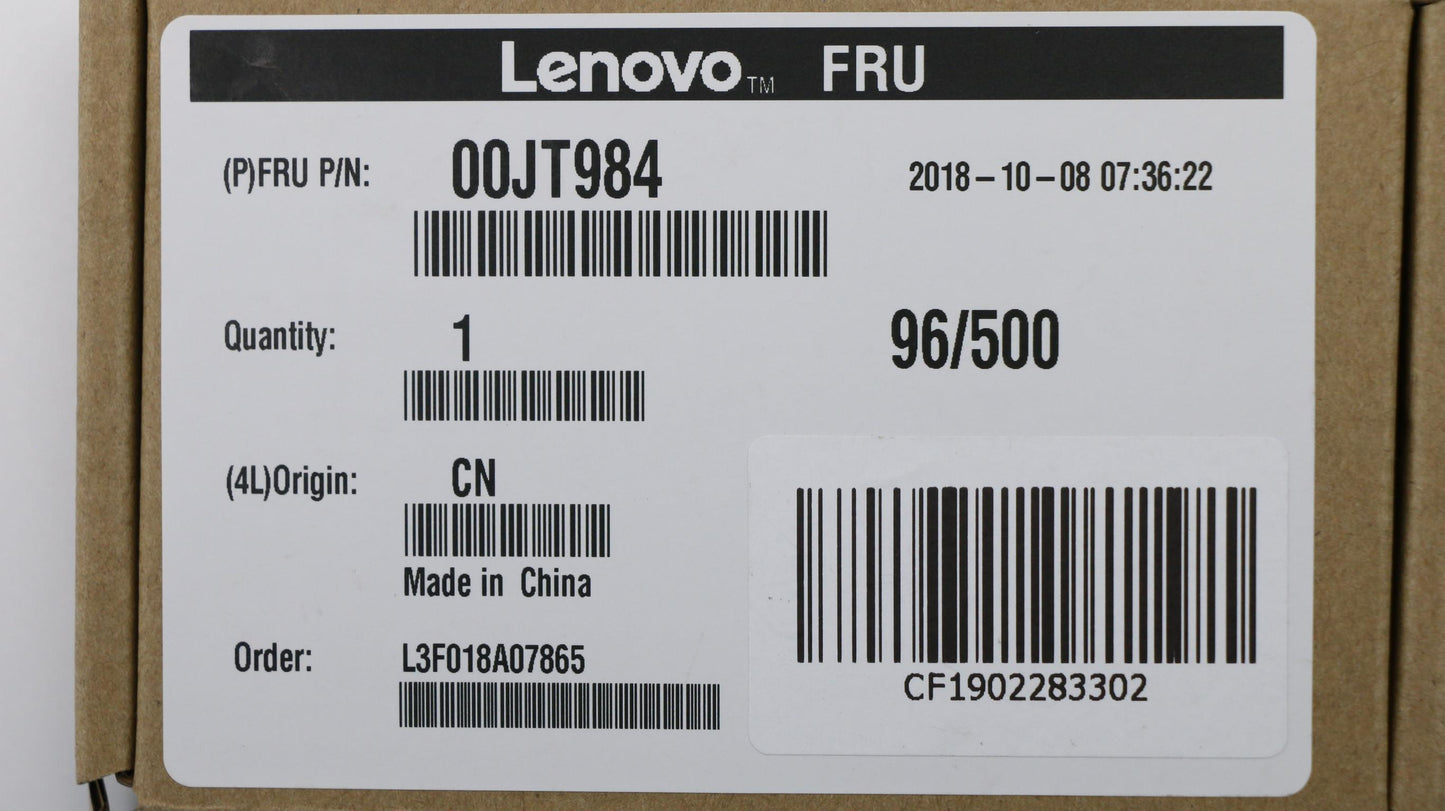 Lenovo™ FRU
(P)FRU P/N: 00JT984 2018-10-08 07:36:22
Quantity: 1 96/500
(4L)Origin: CN
Made in China
Order: L3F018A07865
CF1902283302